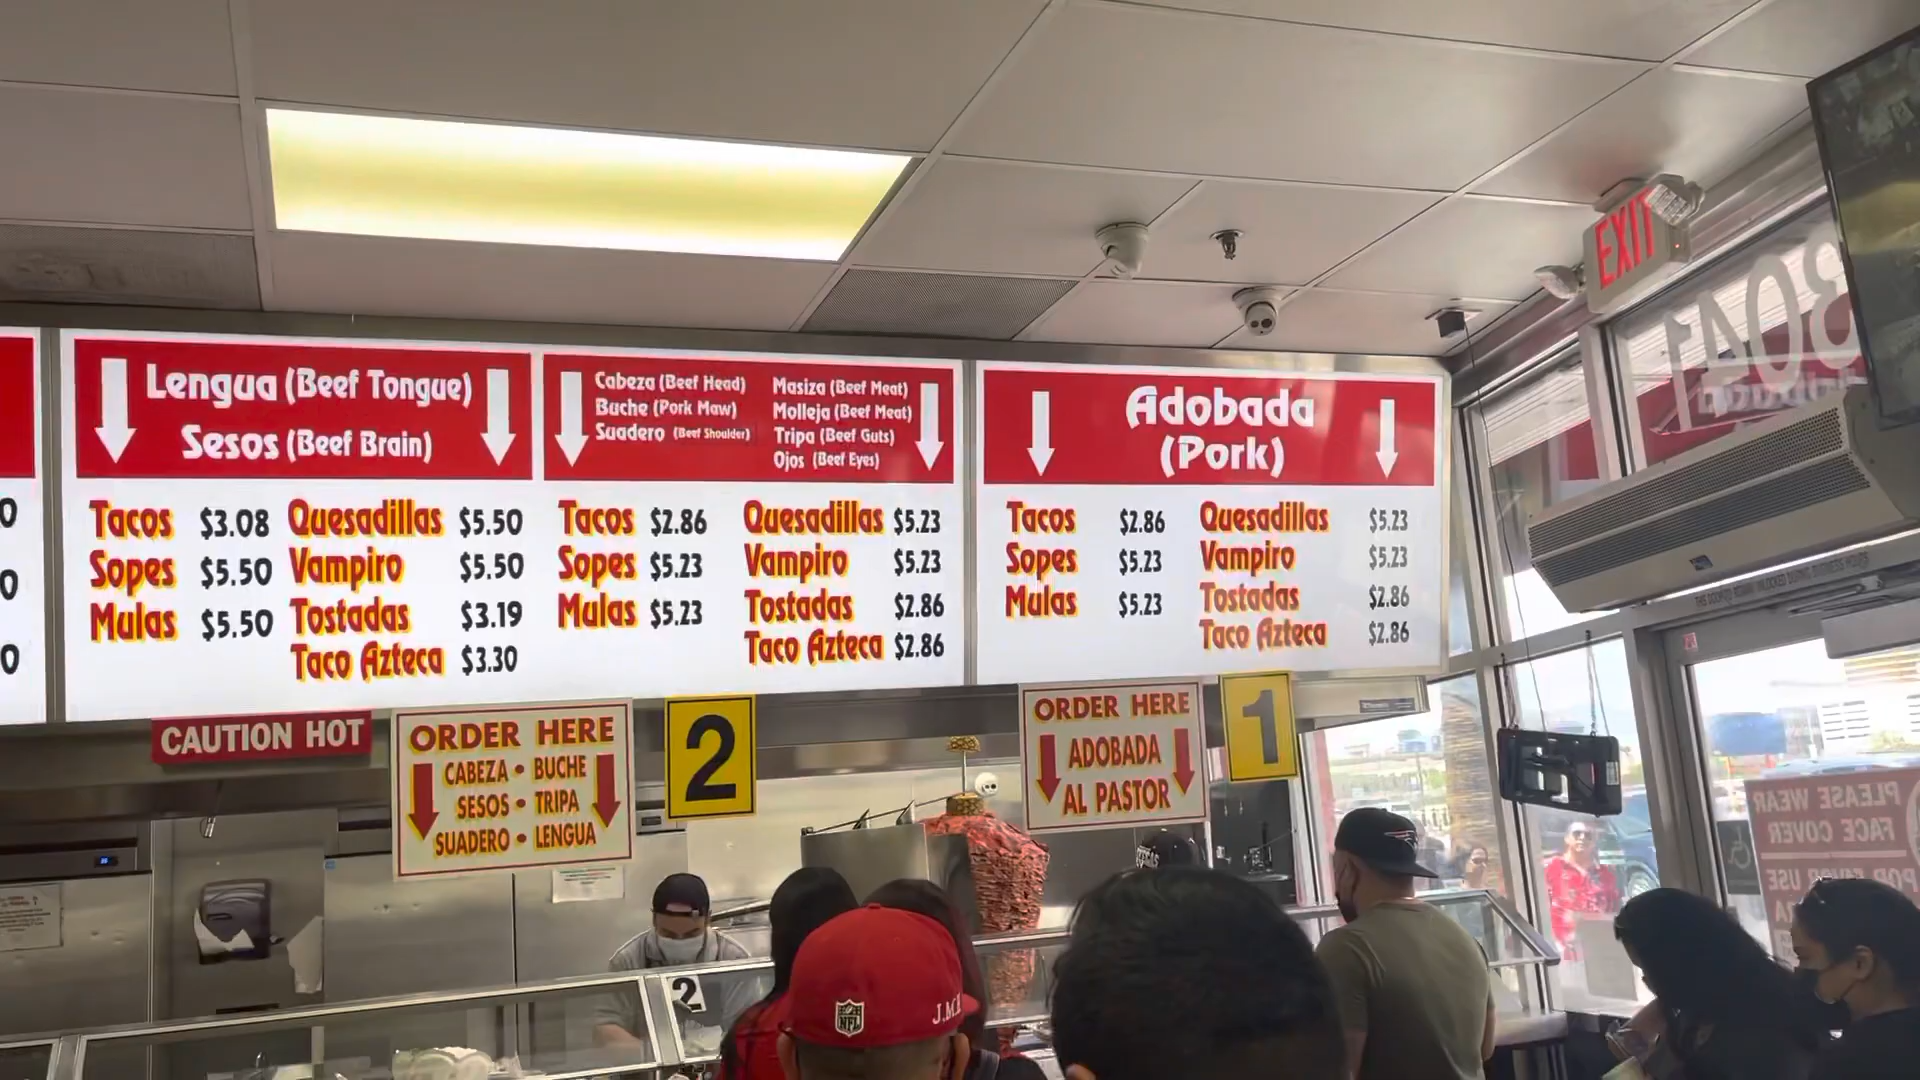 Lengua (Beef Tongue)
Sesos (Beef Brain)
Tacos $3.08 Quesadillas $5.50
Sopes $5.50 Vampiro $5.50
Mulas $5.50 Tostadas $3.19
Taco Azteca $3.30
Cabeza (Beef Head) Masiza (Beef Meat)
Buche (Pork Maw) Molleja (Beef Meat)
Suadero (Beef Shoulder) Tripa (Beef Guts)
Ojos (Beef Eyes)
Tacos $2.86 Quesadillas $5.23
Sopes $5.23 Vampiro $5.23
Mulas $5.23 Tostadas $2.86
Taco Azteca $2.86
Adobada
(Pork)
Tacos $2.86 Quesadillas $5.23
Sopes $5.23 Vampiro $5.23
Mulas $5.23 Tostadas $2.86
Taco Azteca $2.86
EXIT
3041
CAUTION HOT
ORDER HERE
CABEZA • BUCHE
SESOS • TRIPA
SUADERO • LENGUA
2
ORDER HERE
ADOBADA
AL PASTOR
1
PLEASE WEAR
FACE COVER
POR FAVOR USE
2
NFL
J.M.